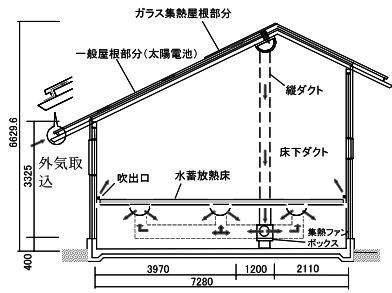 ガラス集熱屋根部分
一般屋根部分(太陽電池)
縦ダクト
外気取
込
床下ダクト
吹出口
水蓄放熱床
集熱ファン
ボックス
6629.6
3325
400
3970
1200
2110
7280